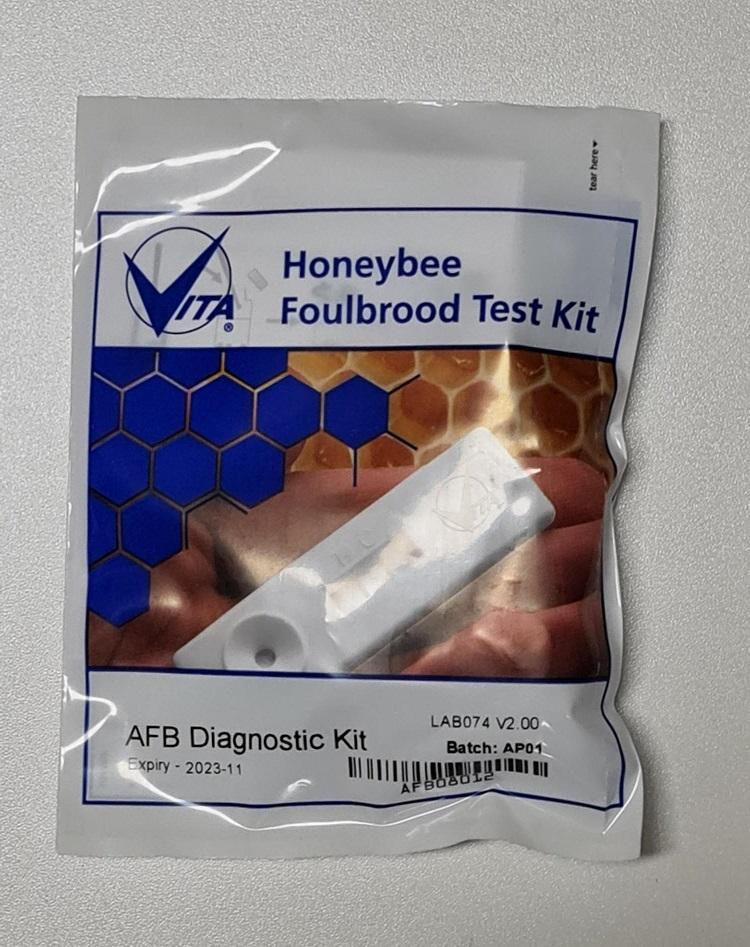 tear here
VITA®
Honeybee
Foulbrood Test Kit
AFB Diagnostic Kit
LAB074 V2.00
Expiry - 2023-11
Batch: AP01
AFB08012